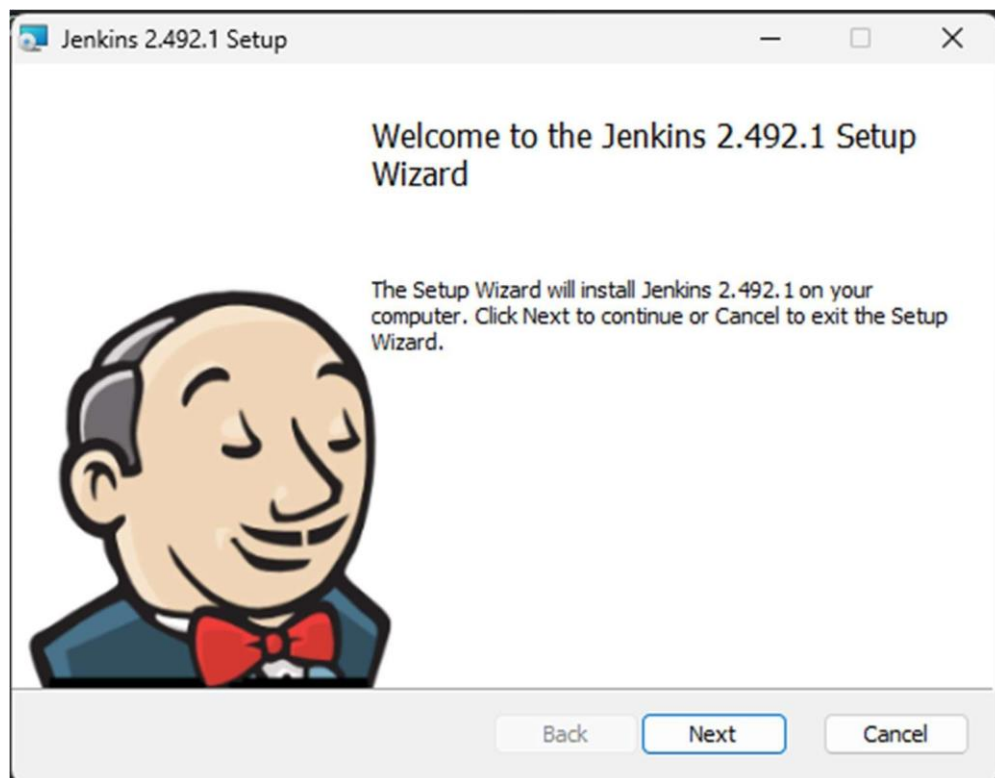 Jenkins 2.492.1 Setup
Welcome to the Jenkins 2.492.1 Setup
Wizard
The Setup Wizard will install Jenkins 2.492.1 on your
computer. Click Next to continue or Cancel to exit the Setup
Wizard.
Back Next Cancel